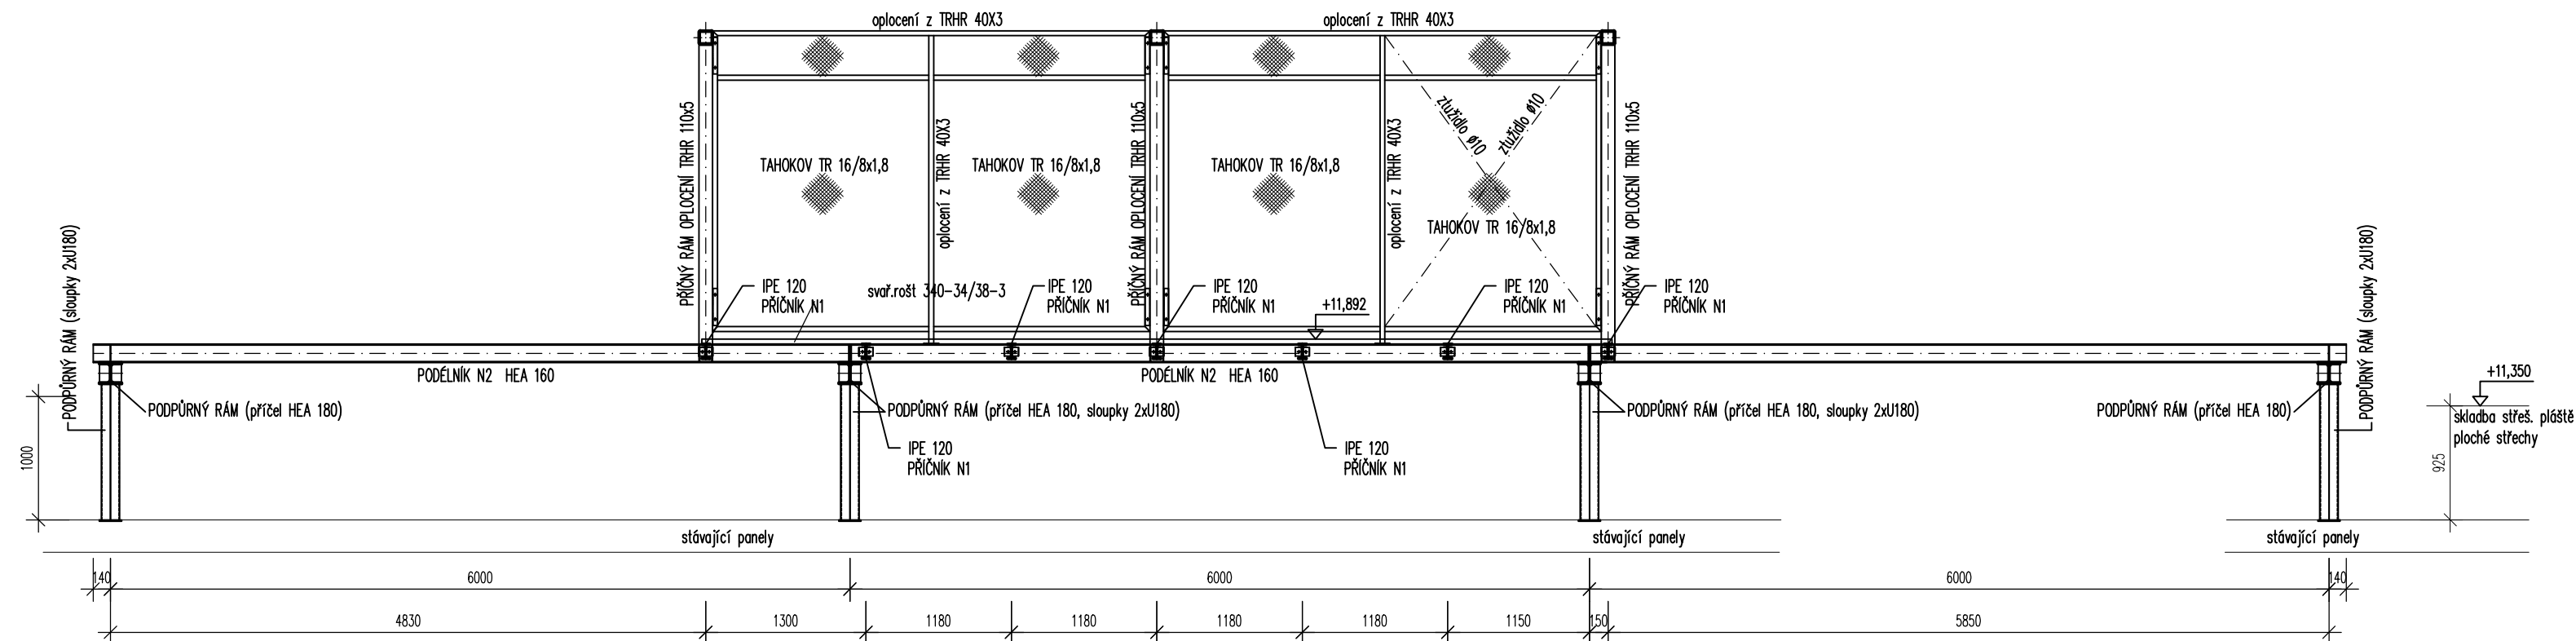 oplocení z TRHR 40X3
oplocení z TRHR 40X3
PŘÍČNÝ RÁM OPLOCENÍ TRHR 110x5
TAHOKOV TR 16/8x1,8
oplocení z TRHR 40X3
TAHOKOV TR 16/8x1,8
PŘÍČNÝ RÁM OPLOCENÍ TRHR 110x5
TAHOKOV TR 16/8x1,8
oplocení z TRHR 40X3
ztužidlo ø10
ztužidlo ø10
TAHOKOV TR 16/8x1,8
PŘÍČNÝ RÁM OPLOCENÍ TRHR 110x5
PODPŮRNÝ RÁM (sloupky 2xU180)
IPE 120
PŘÍČNÍK N1
svař.rošt 340-34/38-3
IPE 120
PŘÍČNÍK N1
IPE 120
PŘÍČNÍK N1
+11,892
IPE 120
PŘÍČNÍK N1
IPE 120
PŘÍČNÍK N1
PODPŮRNÝ RÁM (sloupky 2xU180)
PODÉLNÍK N2 HEA 160
PODÉLNÍK N2 HEA 160
+11,350
skladba střeš. pláště
ploché střechy
PODPŮRNÝ RÁM (příčel HEA 180)
PODPŮRNÝ RÁM (příčel HEA 180, sloupky 2xU180)
PODPŮRNÝ RÁM (příčel HEA 180, sloupky 2xU180)
PODPŮRNÝ RÁM (příčel HEA 180)
IPE 120
PŘÍČNÍK N1
IPE 120
PŘÍČNÍK N1
1000
925
stávající panely
stávající panely
stávající panely
140
6000
6000
6000
140
4830
1300
1180
1180
1180
1180
1150
150
5850